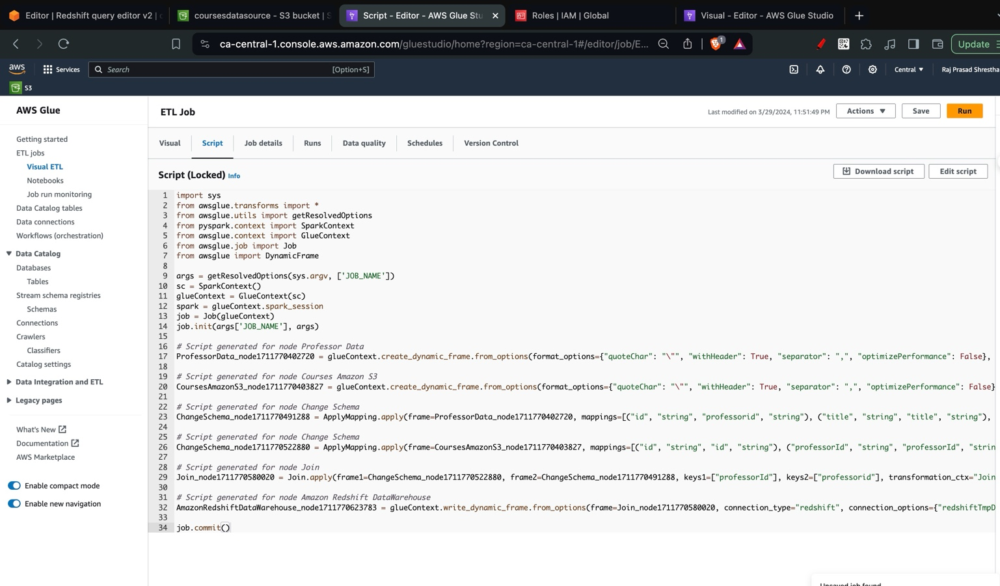 Editor | Redshift query editor v2 |
coursesdatasource - S3 bucket |
Script - Editor - AWS Glue Stu
Roles | IAM | Global
Visual - Editor - AWS Glue Studio
ca-central-1.console.aws.amazon.com/gluestudio/home?region=ca-central-1#/editor/job/E...
1
Update
aws
Services
Search
[Option+S]
Central
Raj Prasad Shrestha
S3
AWS Glue
Getting started
ETL jobs
Visual ETL
Notebooks
Job run monitoring
Data Catalog tables
Data connections
Workflows (orchestration)
Data Catalog
Databases
Tables
Stream schema registries
Schemas
Connections
Crawlers
Classifiers
Catalog settings
Data Integration and ETL
Legacy pages
What's New
Documentation
AWS Marketplace
Enable compact mode
Enable new navigation
ETL Job
Last modified on 3/29/2024, 11:51:49 PM
Actions
Save
Run
Visual
Script
Job details
Runs
Data quality
Schedules
Version Control
Script (Locked) Info
Download script
Edit script
1 import sys
2 from awsglue.transforms import *
3 from awsglue.utils import getResolvedOptions
4 from pyspark.context import SparkContext
5 from awsglue.context import GlueContext
6 from awsglue.job import Job
7 from awsglue import DynamicFrame
8
9 args = getResolvedOptions(sys.argv, ['JOB_NAME'])
10 sc = SparkContext()
11 glueContext = GlueContext(sc)
12 spark = glueContext.spark_session
13 job = Job(glueContext)
14 job.init(args['JOB_NAME'], args)
15
16 # Script generated for node Professor Data
17 ProfessorData_node1711770402720 = glueContext.create_dynamic_frame.from_options(format_options={"quoteChar": "\"", "withHeader": True, "separator": ",", "optimizePerformance": False},
18
19 # Script generated for node Courses Amazon S3
20 CoursesAmazonS3_node1711770403827 = glueContext.create_dynamic_frame.from_options(format_options={"quoteChar": "\"", "withHeader": True, "separator": ",", "optimizePerformance": False}
21
22 # Script generated for node Change Schema
23 ChangeSchema_node1711770491288 = ApplyMapping.apply(frame=ProfessorData_node1711770402720, mappings=[("id", "string", "professorid", "string"), ("title", "string", "title", "string"),
24
25 # Script generated for node Change Schema
26 ChangeSchema_node1711770522880 = ApplyMapping.apply(frame=CoursesAmazonS3_node1711770403827, mappings=[("id", "string", "id", "string"), ("professorId", "string", "professorId", "strin
27
28 # Script generated for node Join
29 Join_node1711770580020 = Join.apply(frame1=ChangeSchema_node1711770522880, frame2=ChangeSchema_node1711770491288, keys1=["professorId"], keys2=["professorid"], transformation_ctx="Join
30
31 # Script generated for node Amazon Redshift DataWarehouse
32 AmazonRedshiftDataWarehouse_node1711770623783 = glueContext.write_dynamic_frame.from_options(frame=Join_node1711770580020, connection_type="redshift", connection_options={"redshiftTmpD
33
34 job.commit()
Unsaved job found